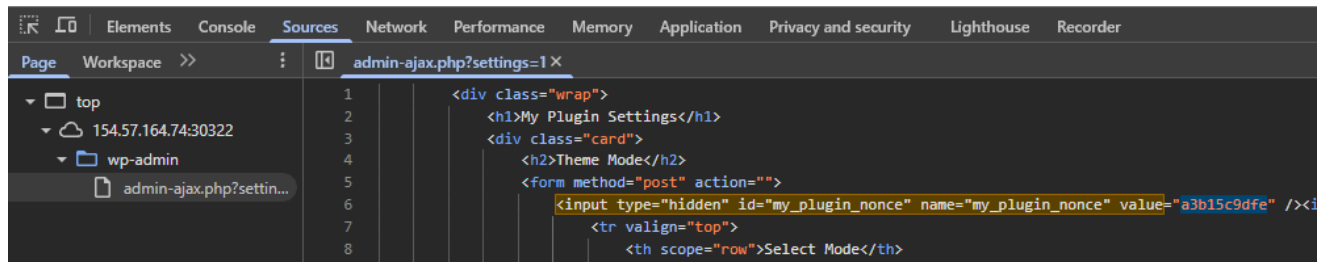 Elements Console Sources Network Performance Memory Application Privacy and security Lighthouse Recorder
Page Workspace >> admin-ajax.php?settings=1 ×
top
154.57.164.74:30322
wp-admin
admin-ajax.php?settin...
1 <div class="wrap">
2 <h1>My Plugin Settings</h1>
3 <div class="card">
4 <h2>Theme Mode</h2>
5 <form method="post" action="">
6 <input type="hidden" id="my_plugin_nonce" name="my_plugin_nonce" value="a3b15c9dfe" /><i
7 <tr valign="top">
8 <th scope="row">Select Mode</th>